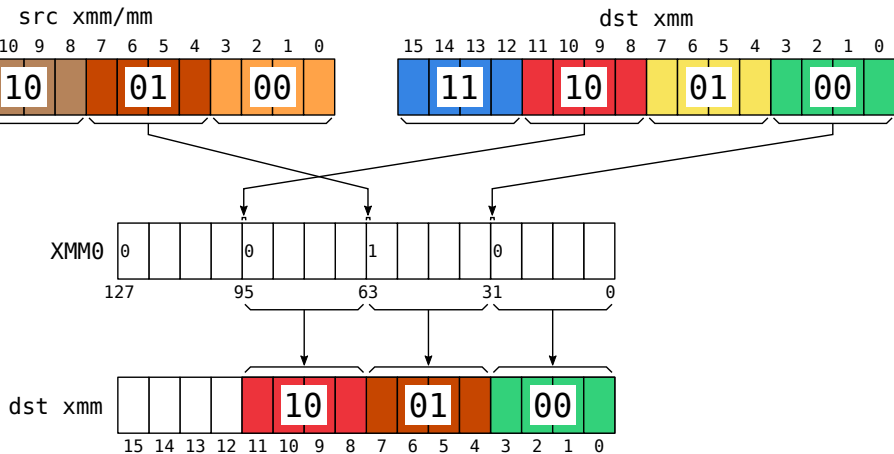 src xmm/mm dst xmm
10 9 8 7 6 5 4 3 2 1 0 15 14 13 12 11 10 9 8 7 6 5 4 3 2 1 0
10 01 00 11 10 01 00
XMM0 0 0 1 0
127 95 63 31 0
dst xmm 10 01 00
15 14 13 12 11 10 9 8 7 6 5 4 3 2 1 0